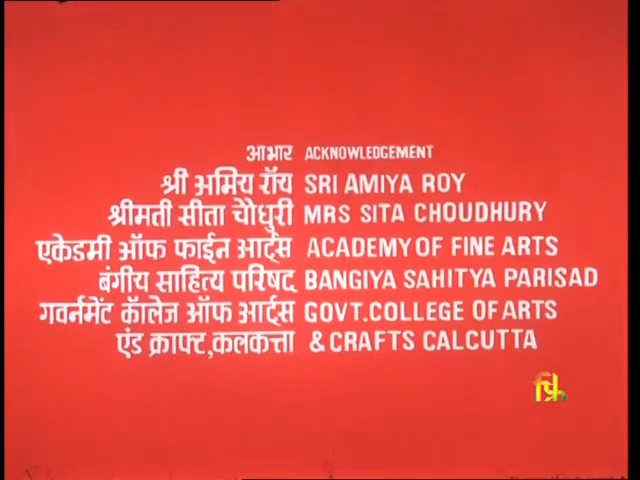 आभार ACKNOWLEDGEMENT
श्री अमिय रॉय SRI AMIYA ROY
श्रीमती सीता चौधुरी MRS SITA CHOUDHURY
एकेडमी ऑफ फाईन आर्ट्स ACADEMY OF FINE ARTS
बंगीय साहित्य परिषद BANGIYA SAHITYA PARISAD
गवर्नमेंट कॉलेज ऑफ आर्ट्स GOVT.COLLEGE OF ARTS
एंड क्राफ्ट,कलकत्ता & CRAFTS CALCUTTA